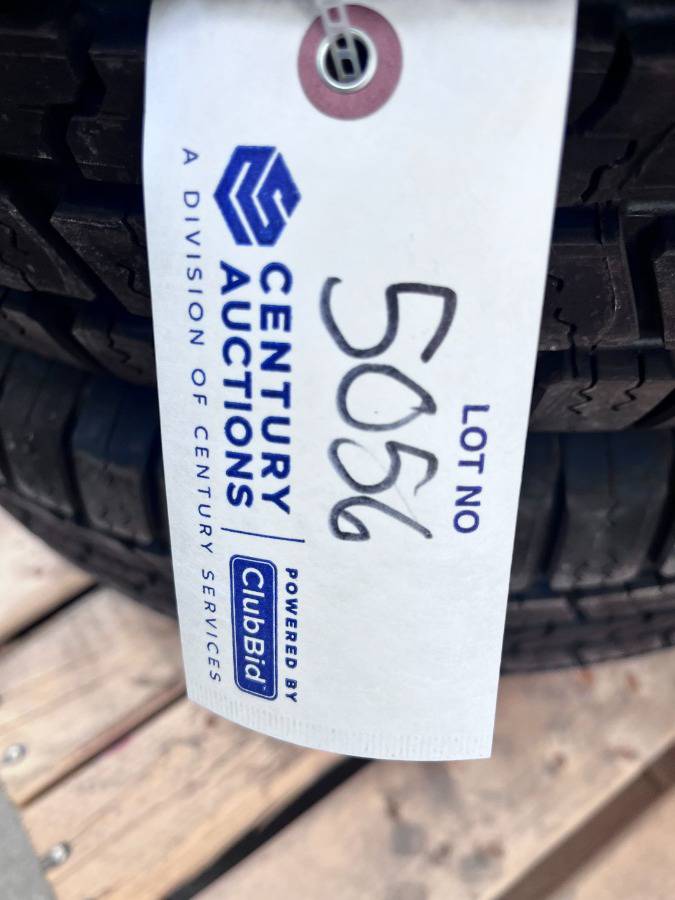 LOT NO
5056
CENTURY
AUCTIONS
POWERED BY
ClubBid
A DIVISION OF CENTURY SERVICES